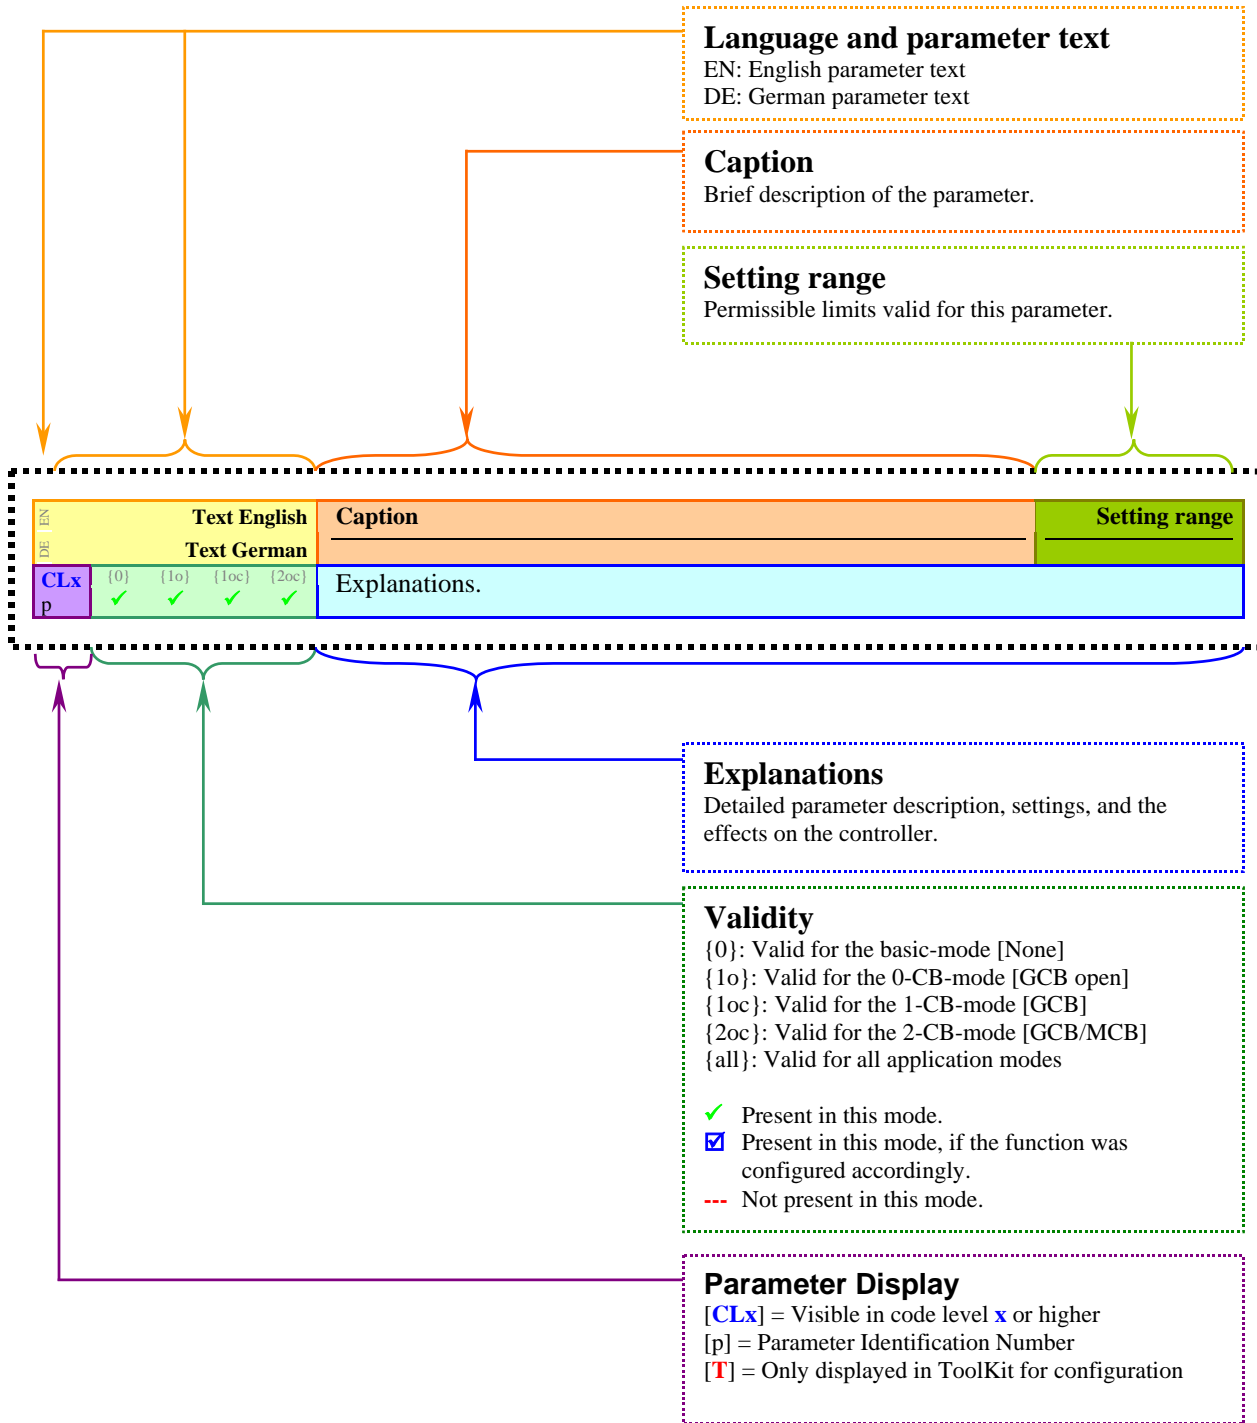 Language and parameter text
EN: English parameter text
DE: German parameter text
Caption
Brief description of the parameter.
Setting range
Permissible limits valid for this parameter.
EN Text English Caption Setting range
DE Text German
CLx {0} {1o} {1oc} {2oc} Explanations.
p ✓ ✓ ✓ ✓
Explanations
Detailed parameter description, settings, and the
effects on the controller.
Validity
{0}: Valid for the basic-mode [None]
{1o}: Valid for the 0-CB-mode [GCB open]
{1oc}: Valid for the 1-CB-mode [GCB]
{2oc}: Valid for the 2-CB-mode [GCB/MCB]
{all}: Valid for all application modes
✓ Present in this mode.
☑ Present in this mode, if the function was
configured accordingly.
--- Not present in this mode.
Parameter Display
[CLx] = Visible in code level x or higher
[p] = Parameter Identification Number
[T] = Only displayed in ToolKit for configuration